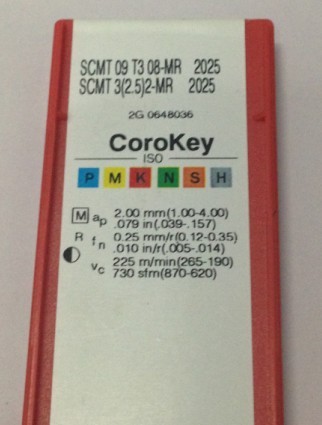 SCMT 09 T3 08-MR 2025
SCMT 3(2.5)2-MR 2025
2G 0648036
CoroKey
ISO
P M K N S H
M ap 2.00 mm(1.00-4.00)
.079 in(.039-.157)
R fn 0.25 mm/r(0.12-0.35)
.010 in/r(.005-.014)
vc 225 m/min(265-190)
730 sfm(870-620)